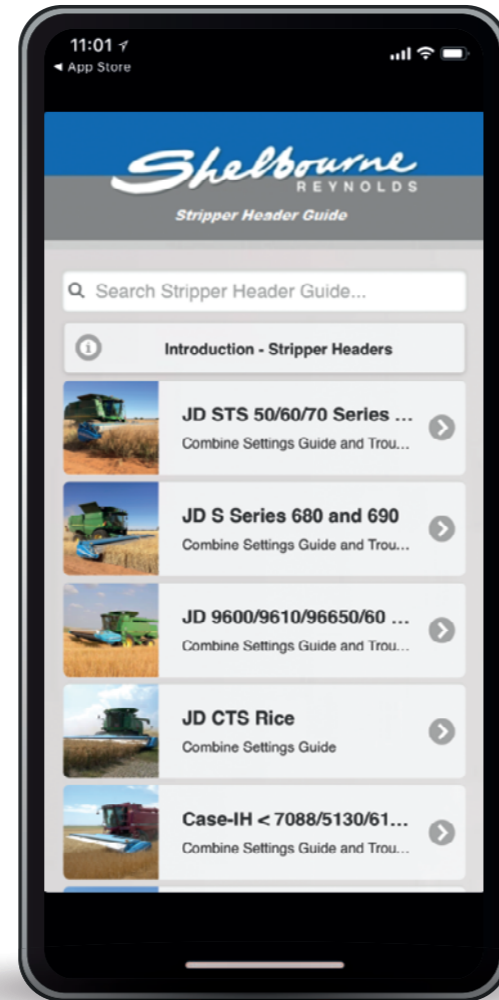 11:01
◀ App Store
Shelbourne
REYNOLDS
Stripper Header Guide
Search Stripper Header Guide...
Introduction - Stripper Headers
JD STS 50/60/70 Series ...
Combine Settings Guide and Trou...
JD S Series 680 and 690
Combine Settings Guide and Trou...
JD 9600/9610/96650/60 ...
Combine Settings Guide and Trou...
JD CTS Rice
Combine Settings Guide
Case-IH < 7088/5130/61...
Combine Settings Guide and Trou...